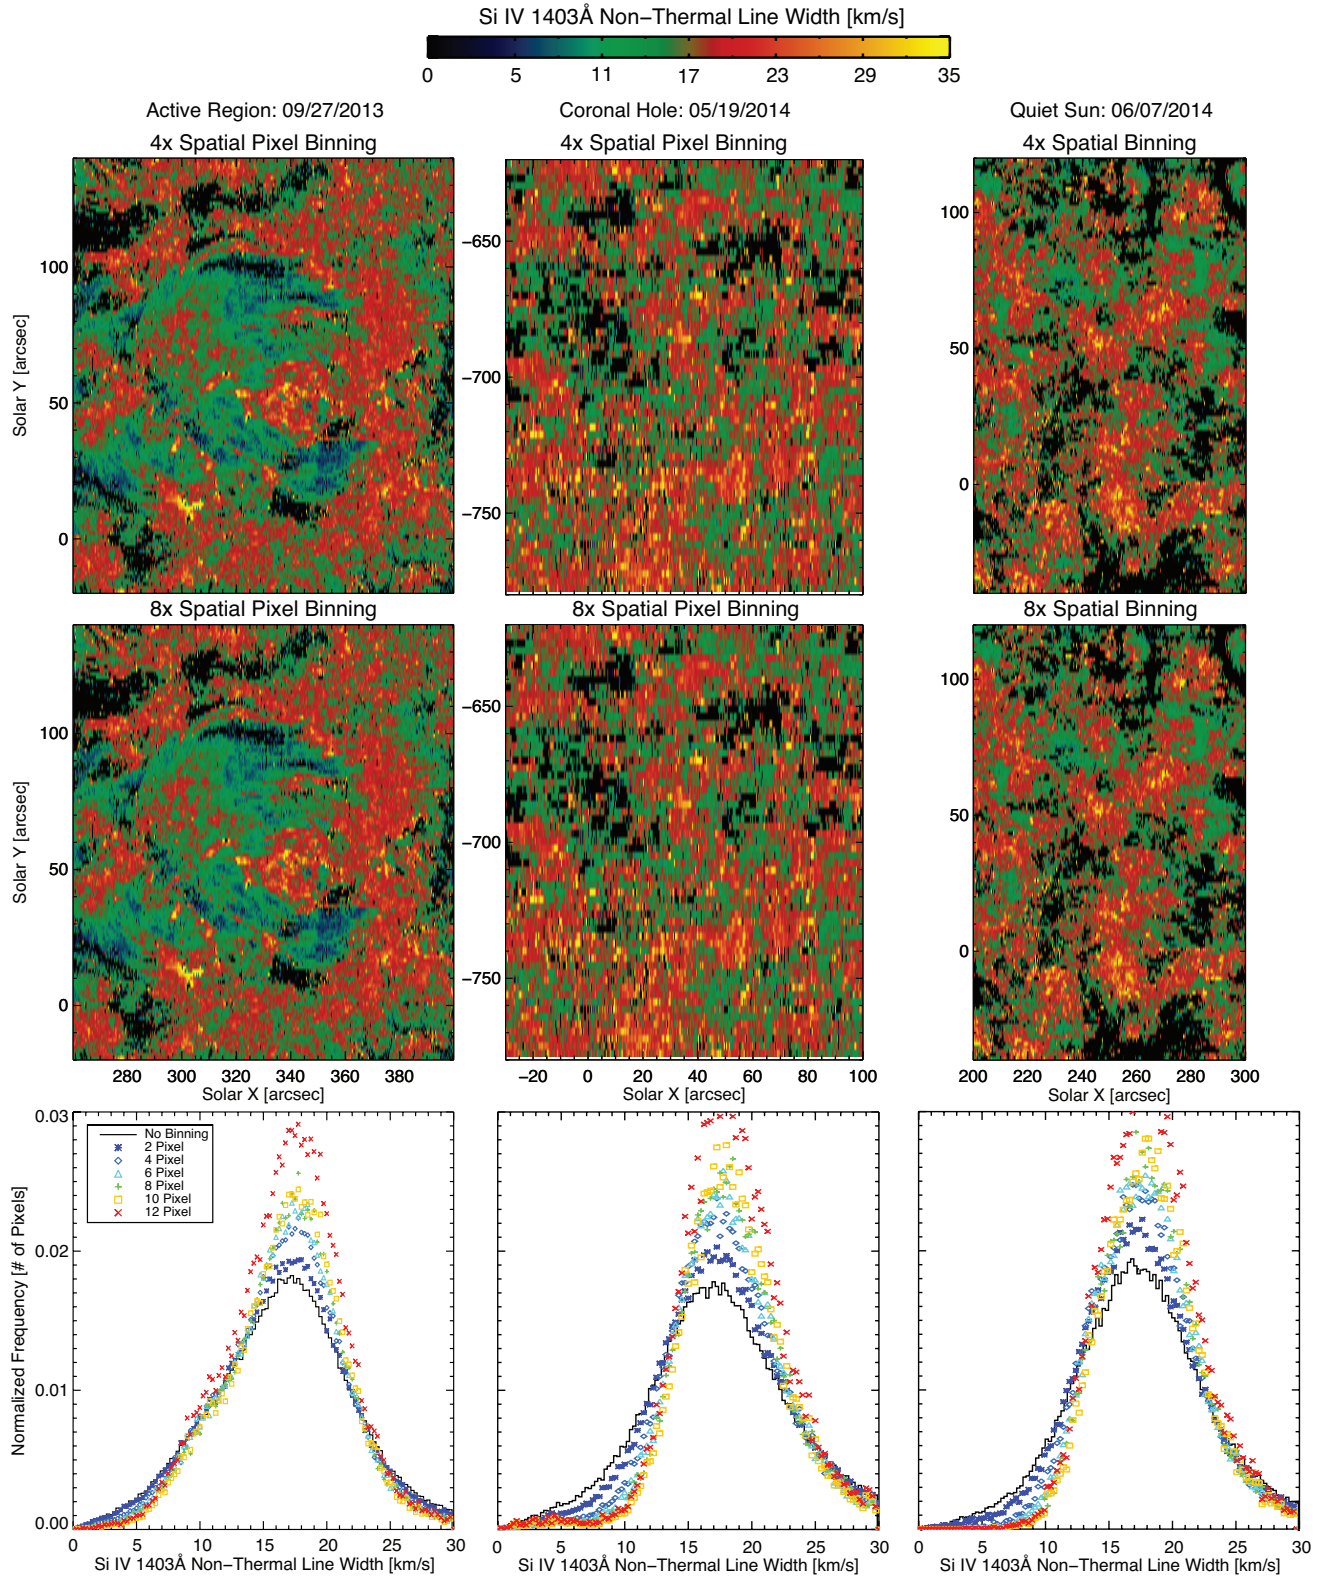 Si IV 1403Å Non−Thermal Line Width [km/s]
0 5 11 17 23 29 35
Active Region: 09/27/2013
Coronal Hole: 05/19/2014
Quiet Sun: 06/07/2014
4x Spatial Pixel Binning
4x Spatial Pixel Binning
4x Spatial Binning
Solar Y [arcsec]
100
50
0
−650
−700
−750
100
50
0
8x Spatial Pixel Binning
8x Spatial Pixel Binning
8x Spatial Binning
Solar Y [arcsec]
100
50
0
−650
−700
−750
100
50
0
280 300 320 340 360 380
−20 0 20 40 60 80 100
200 220 240 260 280 300
Solar X [arcsec]
Solar X [arcsec]
Solar X [arcsec]
Normalized Frequency [# of Pixels]
0.03
0.02
0.01
0.00
No Binning
2 Pixel
4 Pixel
6 Pixel
8 Pixel
10 Pixel
12 Pixel
0 5 10 15 20 25 30
0 5 10 15 20 25 30
0 5 10 15 20 25 30
Si IV 1403Å Non−Thermal Line Width [km/s]
Si IV 1403Å Non−Thermal Line Width [km/s]
Si IV 1403Å Non−Thermal Line Width [km/s]